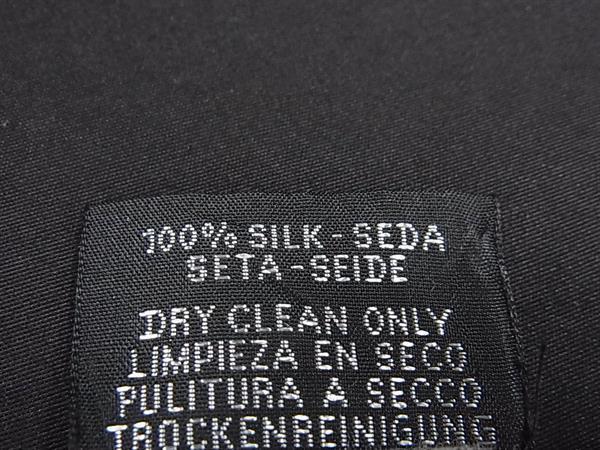 100% SILK-SEDA
SETA-SEIDE
DRY CLEAN ONLY
LIMPIEZA EN SECO
PULITURA A SECCO
TROCKENREINIGUNG